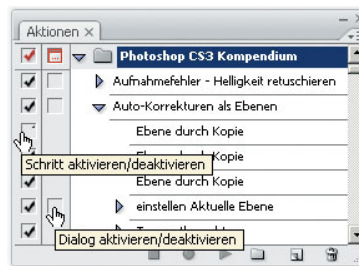 Aktionen ×
Photoshop CS3 Kompendium
Aufnahmefehler - Helligkeit retuschieren
Auto-Korrekturen als Ebenen
Ebene durch Kopie
Kopie
Schritt aktivieren/deaktivieren
Ebene durch Kopie
einstellen Aktuelle Ebene
Dialog aktivieren/deaktivieren